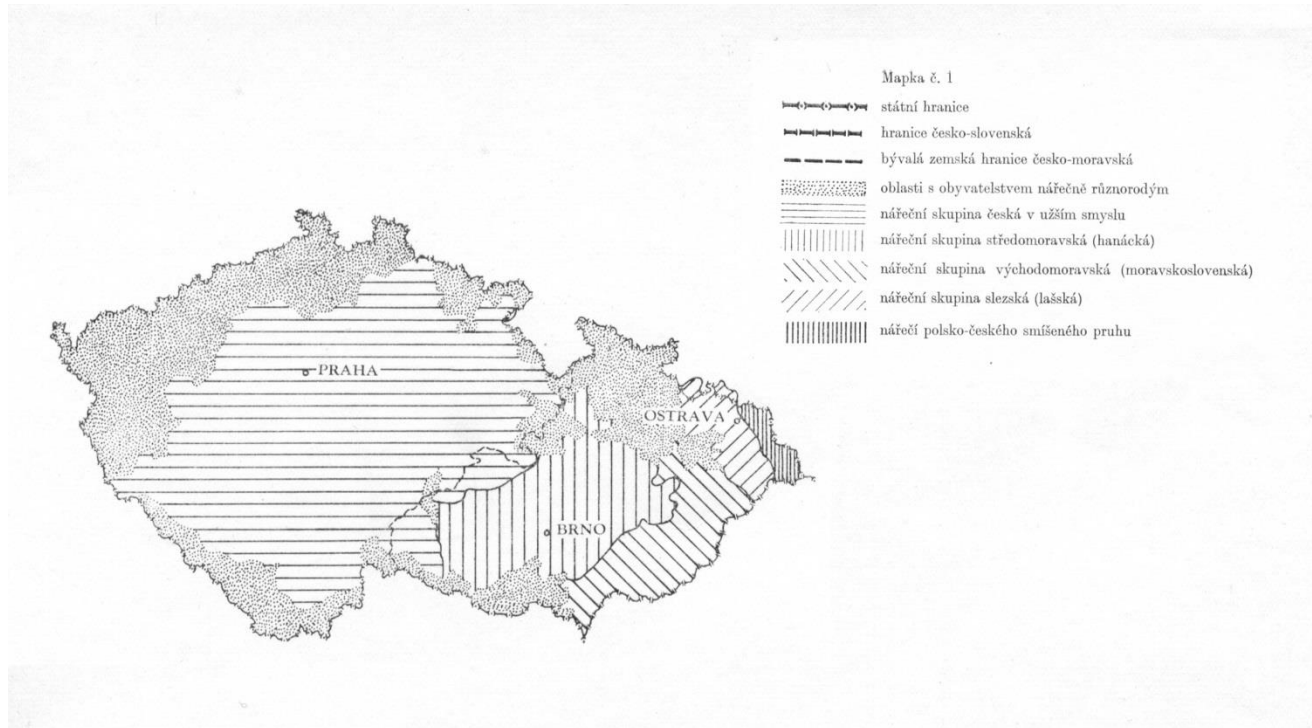 Mapka č. 1
státní hranice
hranice česko-slovenská
bývalá zemská hranice česko-moravská
oblasti s obyvatelstvem nářečně různorodým
nářeční skupina česká v užším smyslu
nářeční skupina středomoravská (hanácká)
nářeční skupina východomoravská (moravskoslovenská)
nářeční skupina slezská (lašská)
nářečí polsko-českého smíšeného pruhu
PRAHA
OSTRAVA
BRNO